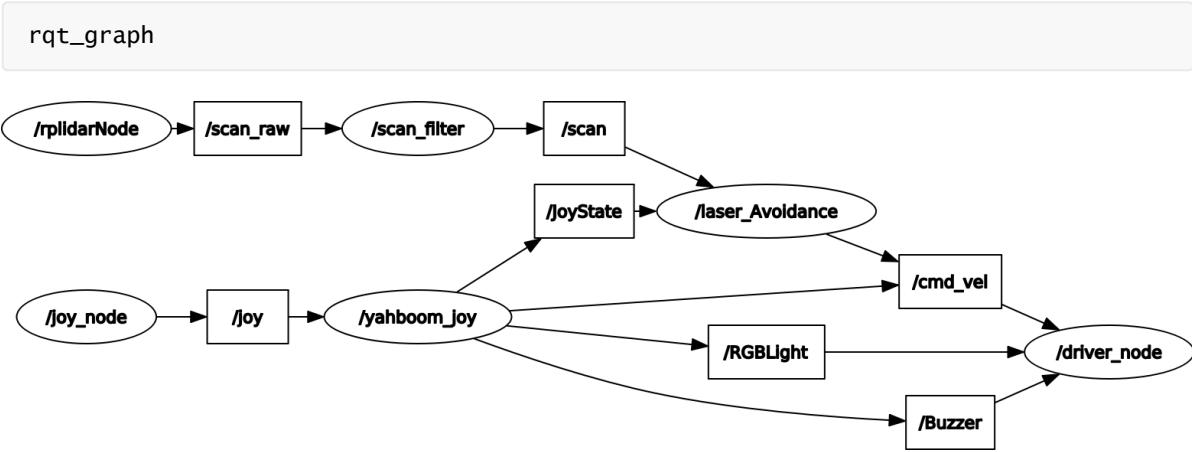 rqt_graph
/rplidarNode
/scan_raw
/scan_filter
/scan
/JoyState
/laser_Avoidance
/cmd_vel
/joy_node
/joy
/yahboom_joy
/RGBLight
/driver_node
/Buzzer